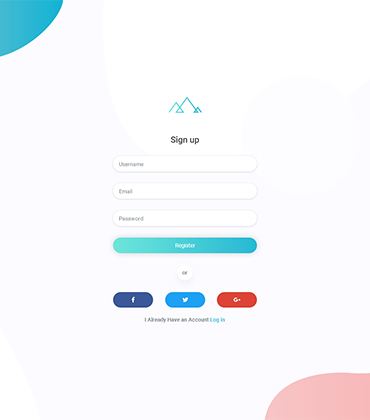 Sign up
Username
Email
Password
Register
or
f
G+
I Already Have an Account Log in